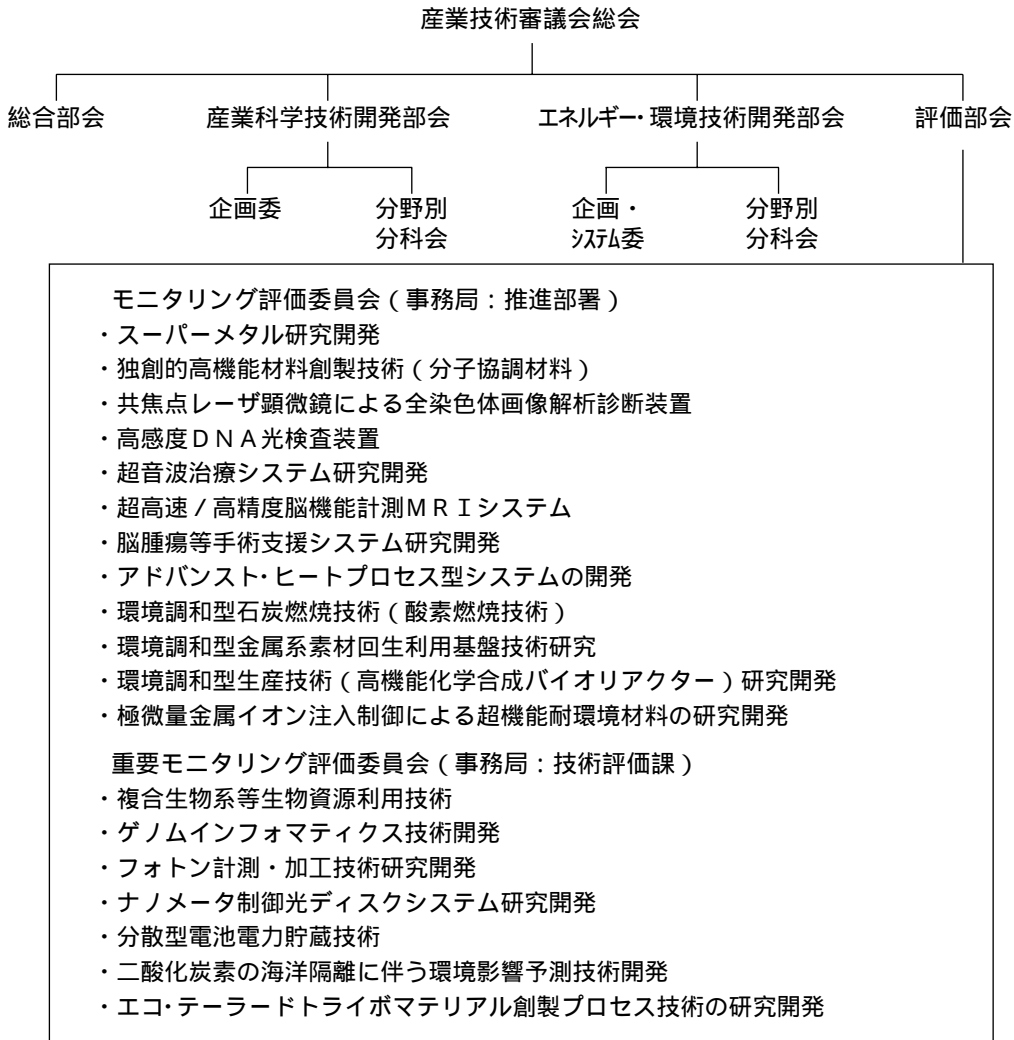 産業技術審議会総会
総合部会 産業科学技術開発部会 エネルギー・環境技術開発部会 評価部会
企画委 分野別 企画・ 分野別
分科会 システム委 分科会
モニタリング評価委員会(事務局:推進部署)
・スーパーメタル研究開発
・独創的高機能材料創製技術(分子協調材料)
・共焦点レーザ顕微鏡による全染色体画像解析診断装置
・高感度DNA光検査装置
・超音波治療システム研究開発
・超高速/高精度脳機能計測MRIシステム
・脳腫瘍等手術支援システム研究開発
・アドバンスト・ヒートプロセス型システムの開発
・環境調和型石炭燃焼技術(酸素燃焼技術)
・環境調和型金属系素材回生利用基盤技術研究
・環境調和型生産技術(高機能化学合成バイオリアクター)研究開発
・極微量金属イオン注入制御による超機能耐環境材料の研究開発
重要モニタリング評価委員会(事務局:技術評価課)
・複合生物系等生物資源利用技術
・ゲノムインフォマティクス技術開発
・フォトン計測・加工技術研究開発
・ナノメータ制御光ディスクシステム研究開発
・分散型電池電力貯蔵技術
・二酸化炭素の海洋隔離に伴う環境影響予測技術開発
・エコ・テーラードトライボマテリアル創製プロセス技術の研究開発